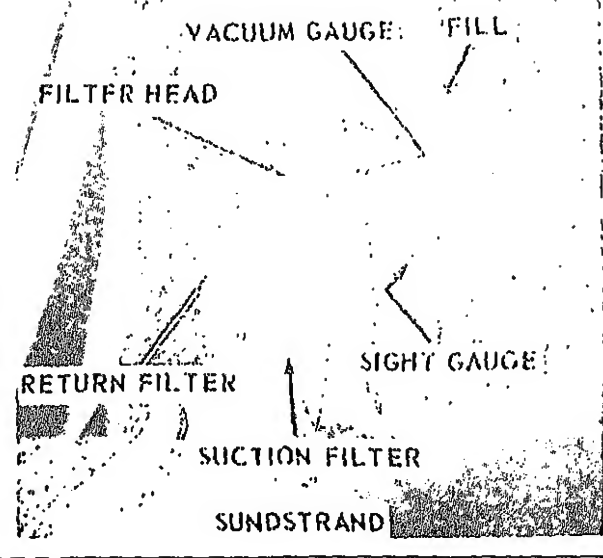 VACUUM GAUGE FILL
FILTER HEAD
SIGHT GAUGE
RETURN FILTER
SUCTION FILTER
SUNDSTRAND